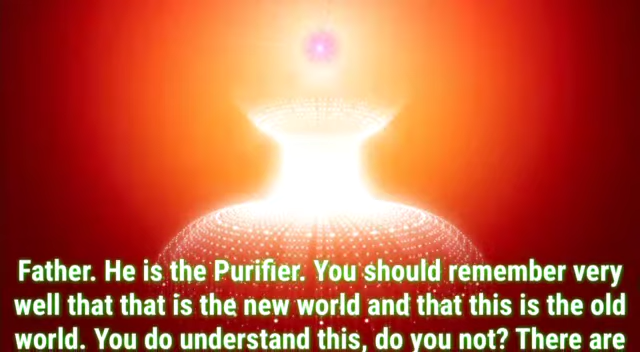 Father. He is the Purifier. You should remember very
well that that is the new world and that this is the old
world. You do understand this, do you not? There are